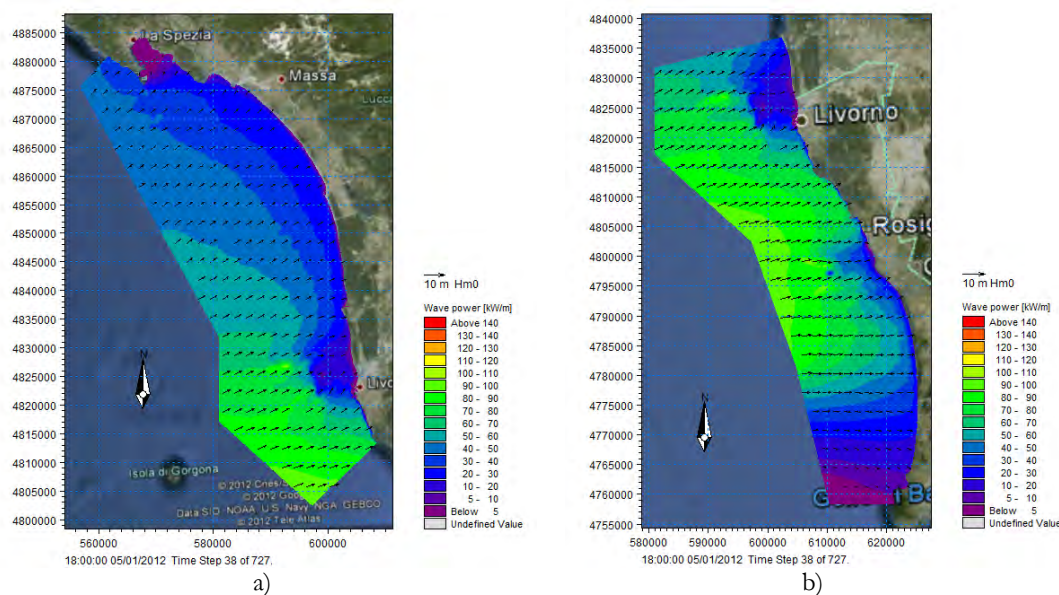 4885000
4880000
4875000
4870000
4865000
4860000
4855000
4850000
4845000
4840000
4835000
4830000
4825000
4820000
4815000
4810000
4805000
4800000
La Spezia
Massa
Lucca
Livo
Isola di Gorgona
© 2012 Cnes/S
© 2012 Goog
Data SIO, NOAA, U.S. Navy, NGA, GEBCO
© 2012 Tele Atlas
N
560000 580000 600000
18:00:00 05/01/2012 Time Step 38 of 727.
10 m Hm0
Wave power [kW/m]
Above 140
130 - 140
120 - 130
110 - 120
100 - 110
90 - 100
80 - 90
70 - 80
60 - 70
50 - 60
40 - 50
30 - 40
20 - 30
10 - 20
5 - 10
Below 5
Undefined Value
a)
4840000
4835000
4830000
4825000
4820000
4815000
4810000
4805000
4800000
4795000
4790000
4785000
4780000
4775000
4770000
4765000
4760000
4755000
Livorno
Rosig
N
580000 590000 600000 610000 620000
18:00:00 05/01/2012 Time Step 38 of 727.
10 m Hm0
Wave power [kW/m]
Above 140
130 - 140
120 - 130
110 - 120
100 - 110
90 - 100
80 - 90
70 - 80
60 - 70
50 - 60
40 - 50
30 - 40
20 - 30
10 - 20
5 - 10
Below 5
Undefined Value
b)